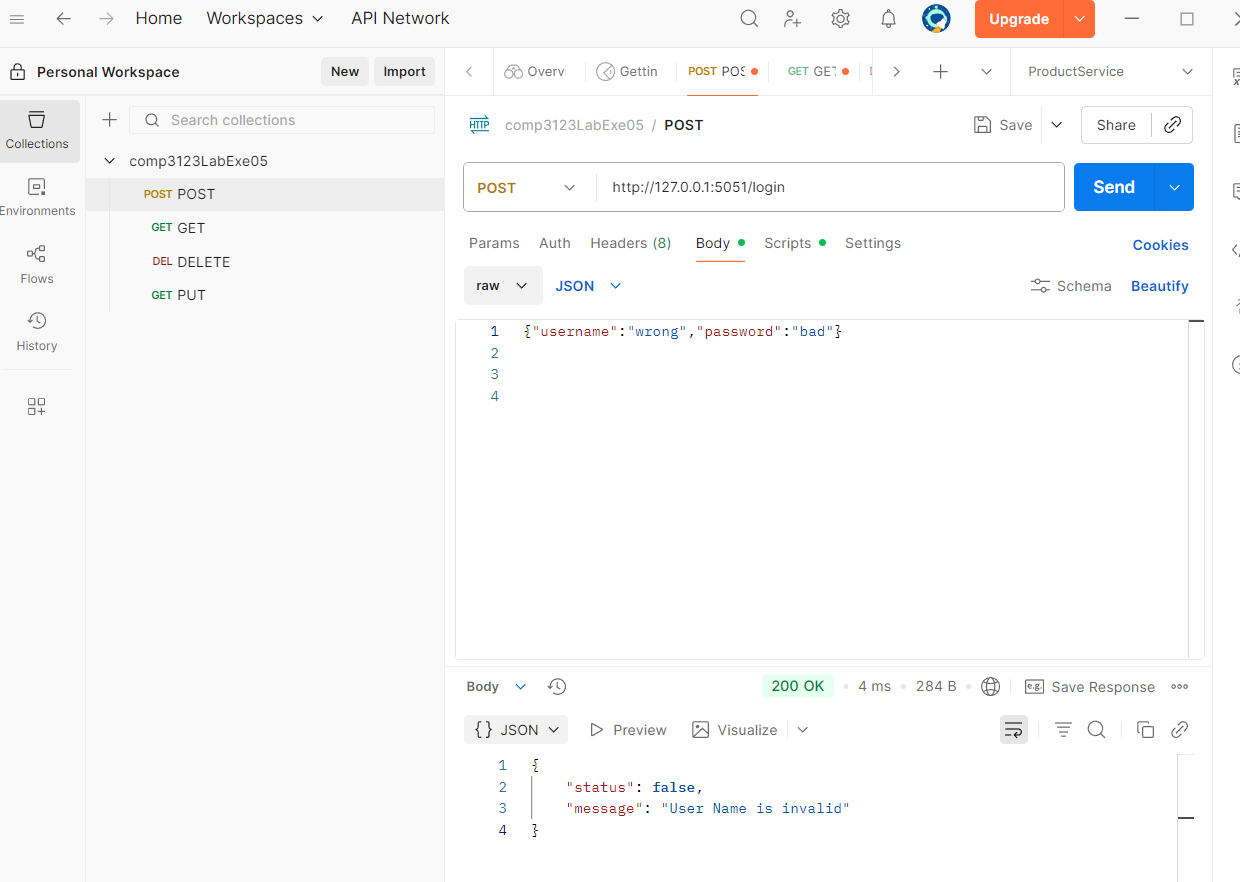 Home Workspaces API Network Upgrade
Personal Workspace New Import
Overv Gettin POST POS GET GE ProductService
Collections
Search collections
comp3123LabExe05 / POST Save Share
comp3123LabExe05
POST POST
GET GET
DEL DELETE
GET PUT
Environments
Flows
History
POST http://127.0.0.1:5051/login Send
Params Auth Headers (8) Body Scripts Settings Cookies
raw JSON Schema Beautify
1 {"username":"wrong","password":"bad"}
2
3
4
Body 200 OK 4 ms 284 B e.g. Save Response
{} JSON Preview Visualize
1 {
2 "status": false,
3 "message": "User Name is invalid"
4 }